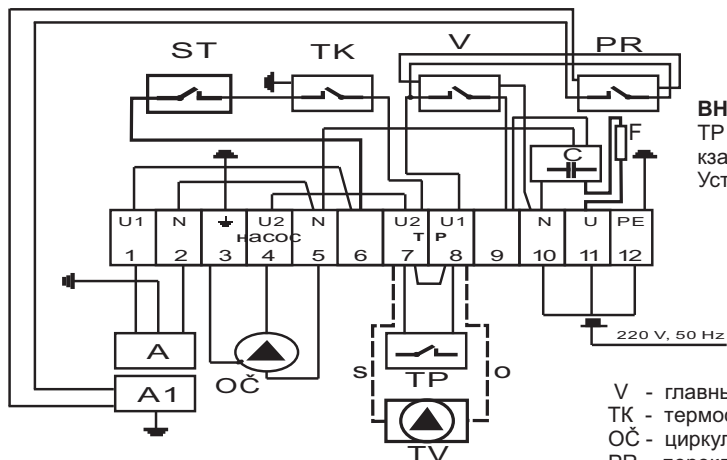 ST TK V PR
ВН
ТР
кза
Уст
F
C
U1 N U2 N U2 U1 N U PE
насос T P
1 2 3 4 5 6 7 8 9 10 11 12
220 V, 50 Hz
A
OČ
s
TP
o
A1
TV
V - главны
ТК - термос
OČ - циркул